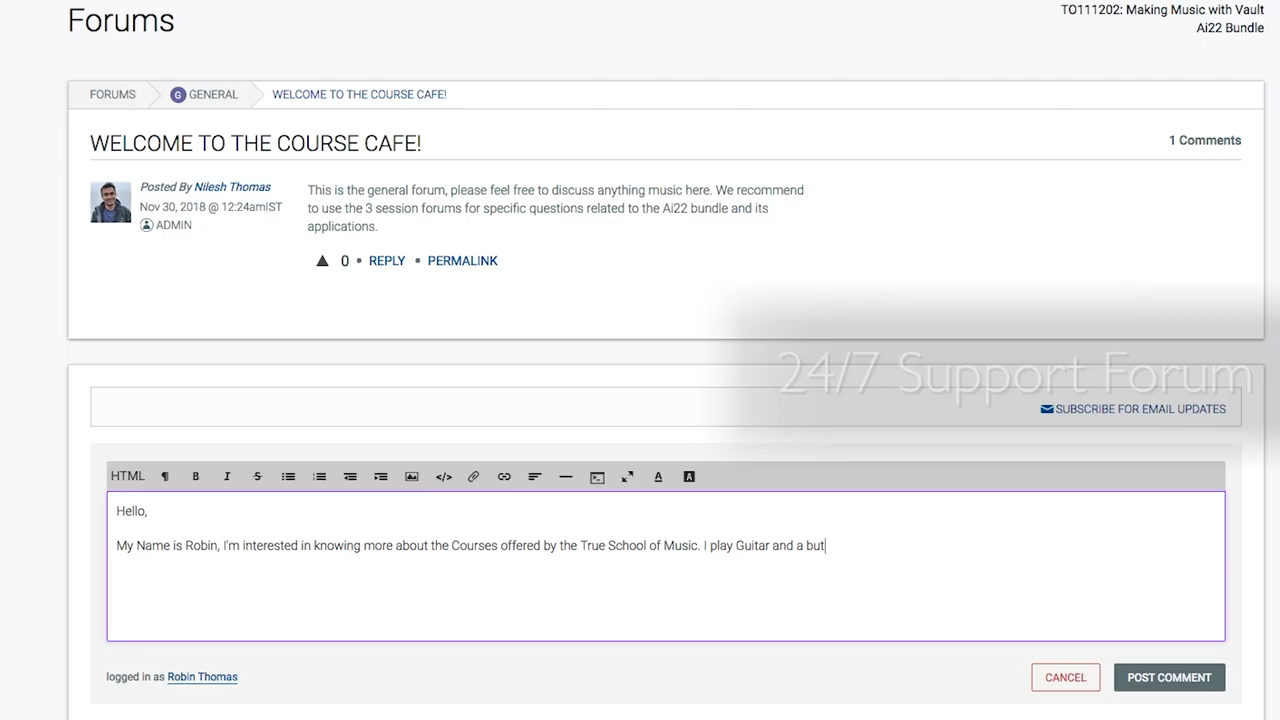 Forums
TO111202: Making Music with Vault
Ai22 Bundle
FORUMS
G GENERAL
WELCOME TO THE COURSE CAFE!
WELCOME TO THE COURSE CAFE!
1 Comments
Posted By Nilesh Thomas
Nov 30, 2018 @ 12:24amIST
ADMIN
This is the general forum, please feel free to discuss anything music here. We recommend
to use the 3 session forums for specific questions related to the Ai22 bundle and its
applications.
0 • REPLY • PERMALINK
24/7 Support Forum
SUBSCRIBE FOR EMAIL UPDATES
HTML ¶ B I S A A
Hello,
My Name is Robin, I'm interested in knowing more about the Courses offered by the True School of Music. I play Guitar and a but
logged in as Robin Thomas
CANCEL
POST COMMENT